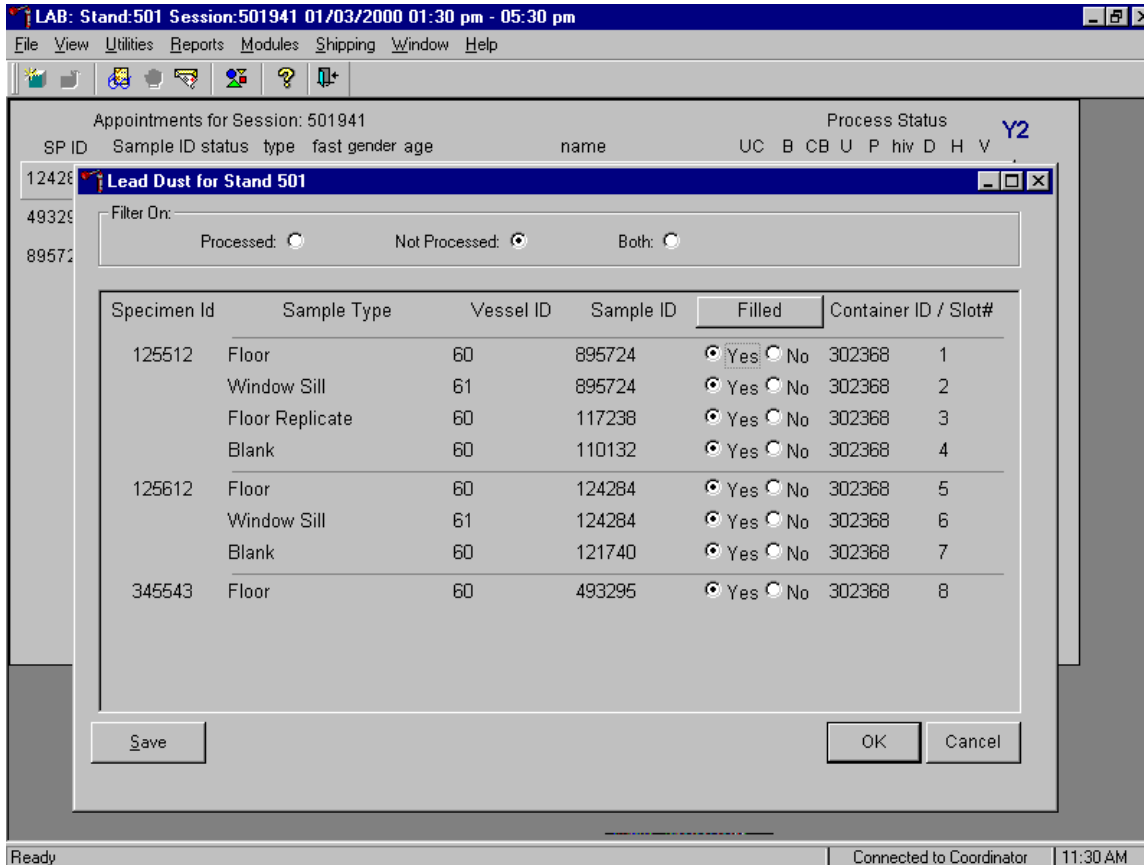 LAB: Stand:501 Session:501941 01/03/2000 01:30 pm - 05:30 pm
File View Utilities Reports Modules Shipping Window Help
Appointments for Session: 501941 Process Status Y2
SP ID Sample ID status type fast gender age name UC B CB U P hiv D H V
12428
Lead Dust for Stand 501
49329
Filter On:
Processed: Not Processed: Both:
89572
Specimen Id Sample Type Vessel ID Sample ID Filled Container ID / Slot#
125512 Floor 60 895724 Yes No 302368 1
Window Sill 61 895724 Yes No 302368 2
Floor Replicate 60 117238 Yes No 302368 3
Blank 60 110132 Yes No 302368 4
125612 Floor 60 124284 Yes No 302368 5
Window Sill 61 124284 Yes No 302368 6
Blank 60 121740 Yes No 302368 7
345543 Floor 60 493295 Yes No 302368 8
Save OK Cancel
Ready Connected to Coordinator 11:30 AM